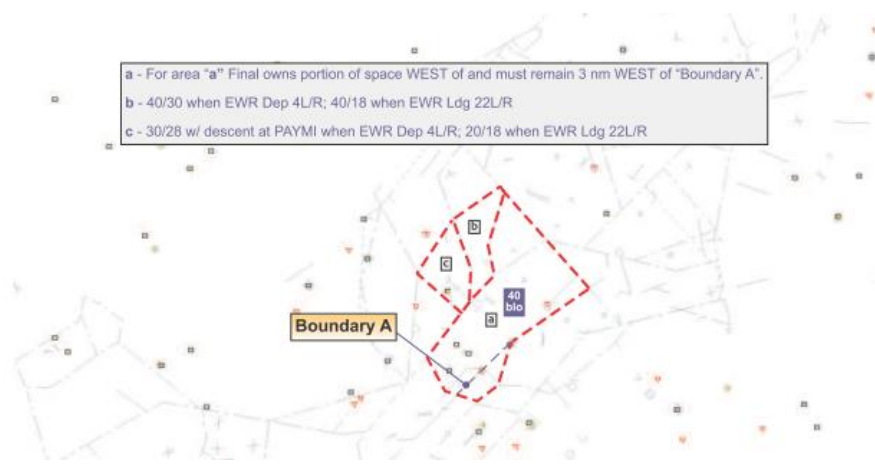 a - For area “a” Final owns portion of space WEST of and must remain 3 nm WEST of “Boundary A”.
b - 40/30 when EWR Dep 4L/R; 40/18 when EWR Ldg 22L/R
c - 30/28 w/ descent at PAYMI when EWR Dep 4L/R; 20/18 when EWR Ldg 22L/R
b
c
40
blo
a
Boundary A